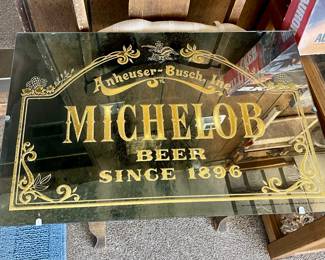 Anheuser-Busch, Inc.
MICHELOB
BEER
SINCE 1896